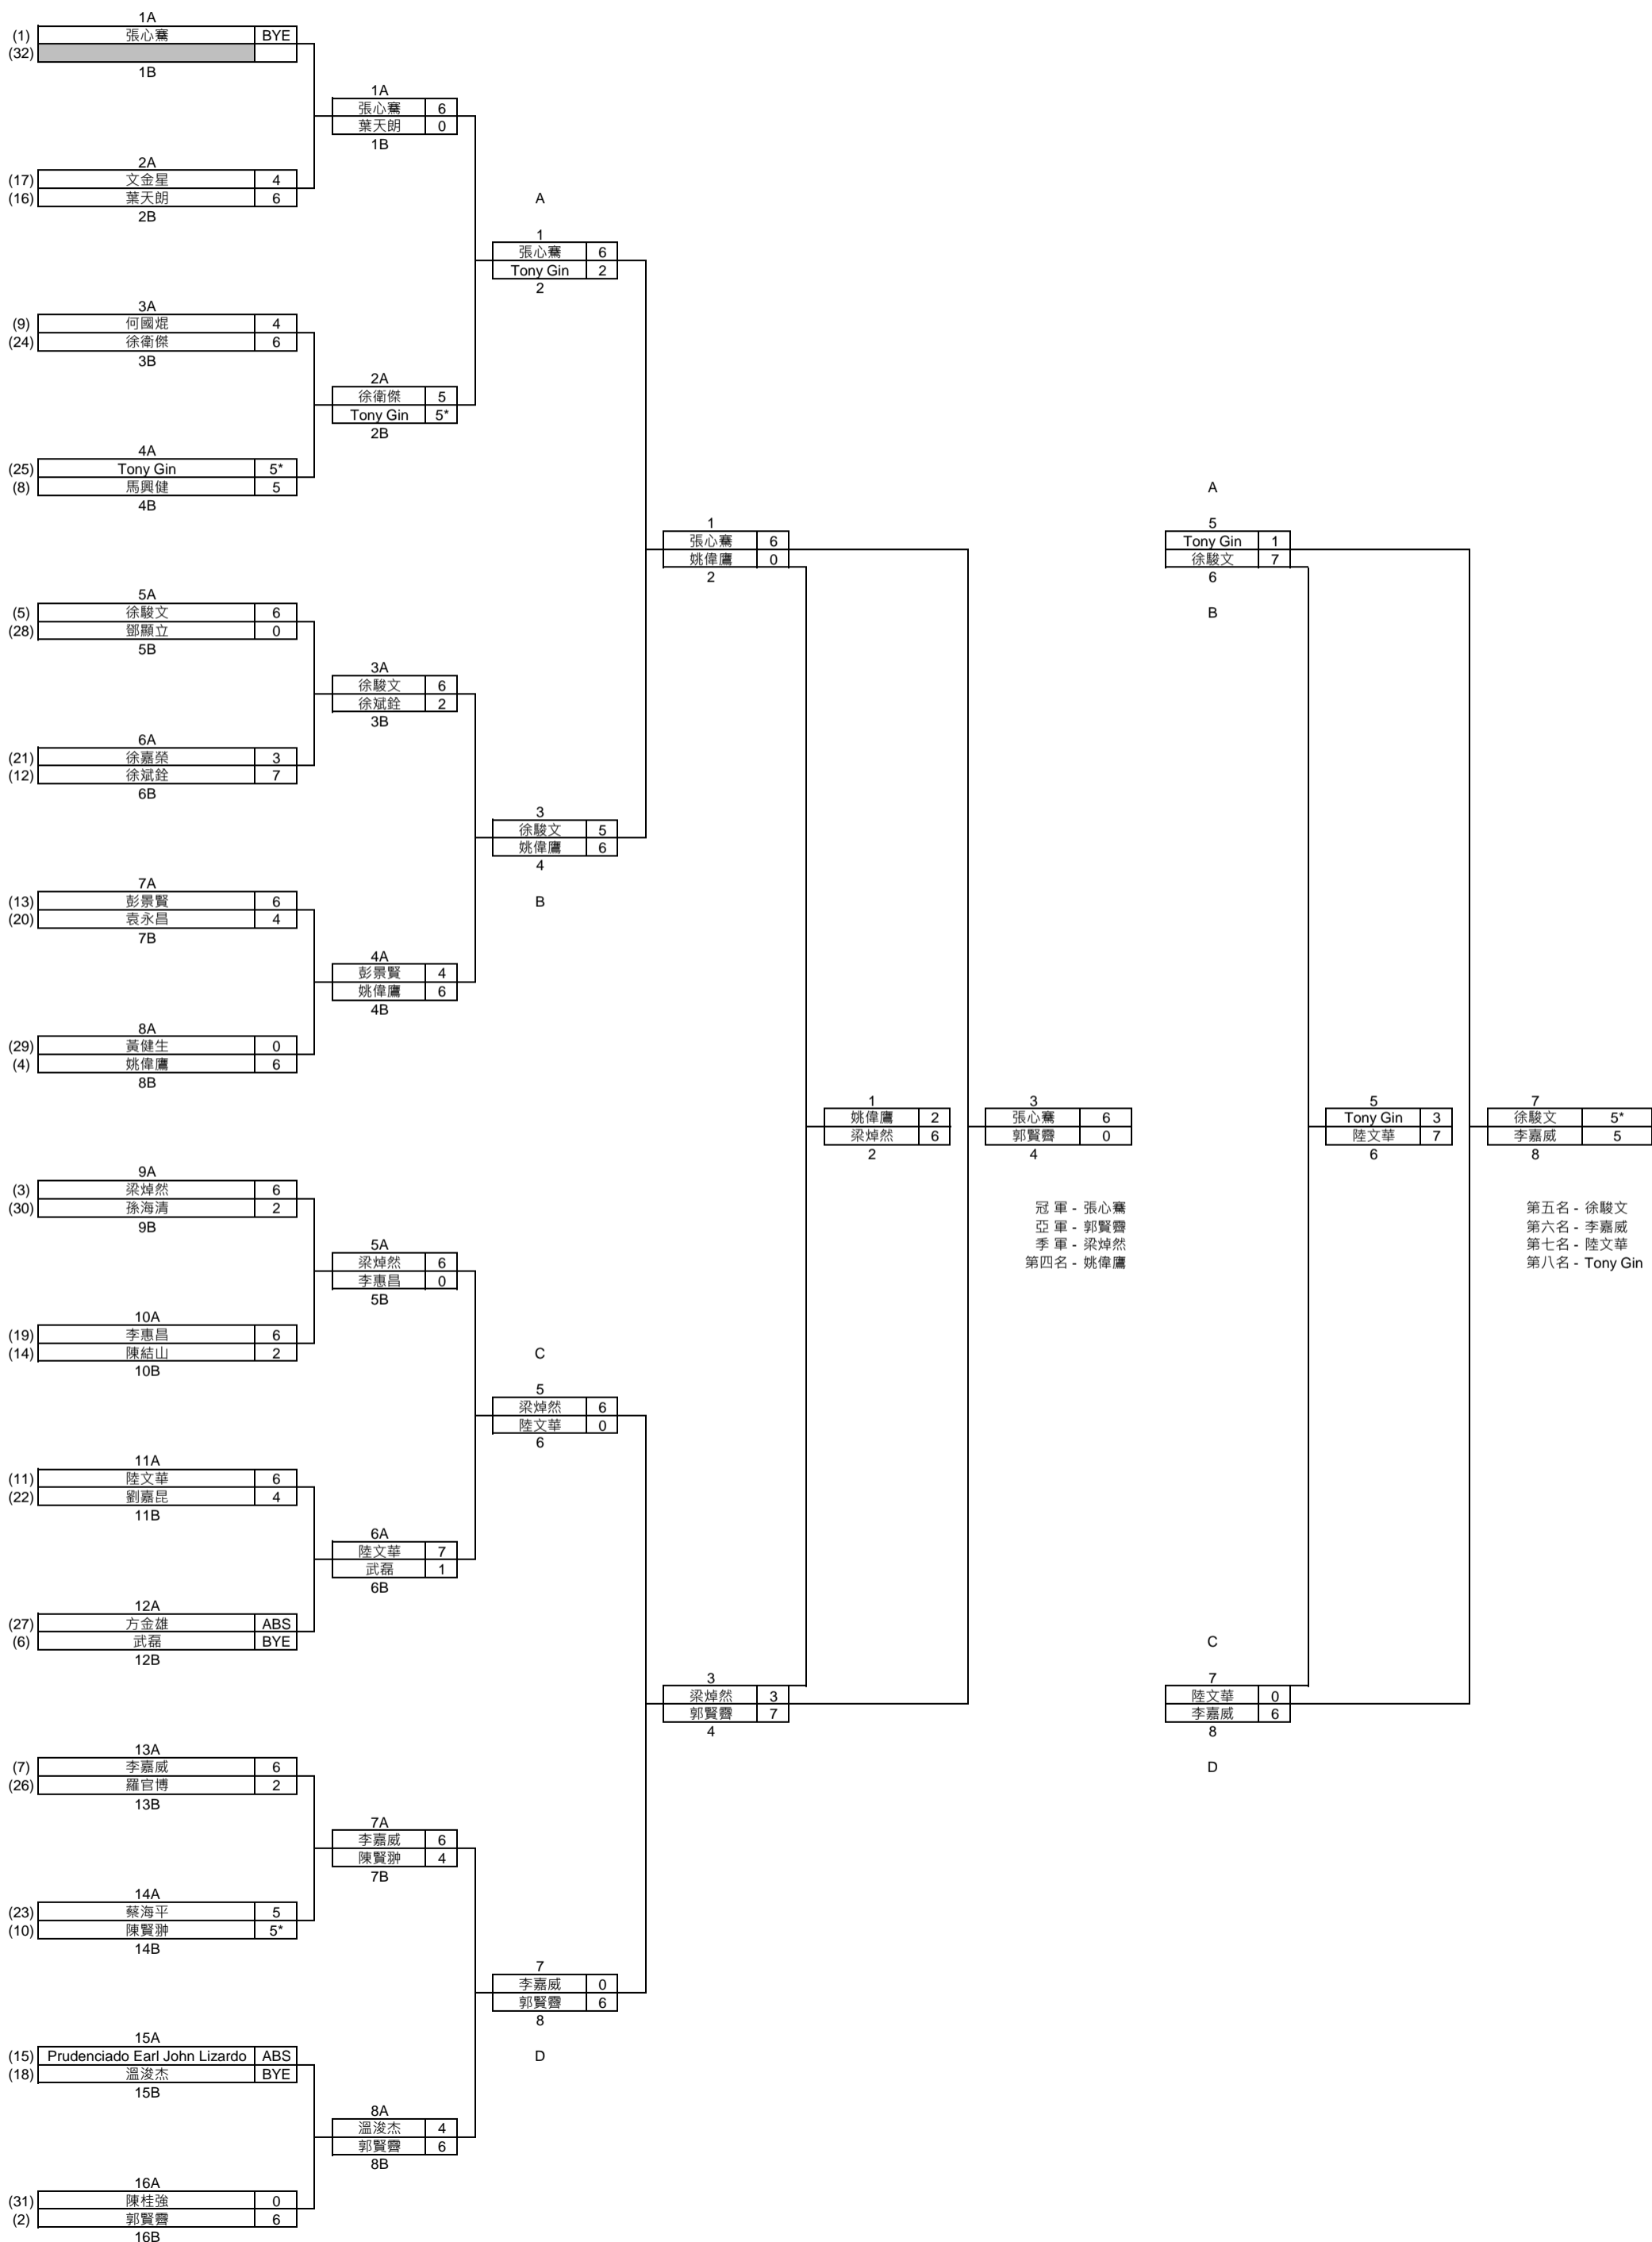 1A
(1) 張心騫 BYE
(32)
1B
2A
(17) 文金星 4
(16) 葉天朗 6
2B
3A
(9) 何國焜 4
(24) 徐衛傑 6
3B
4A
(25) Tony Gin 5*
(8) 馬興健 5
4B
5A
(5) 徐駿文 6
(28) 鄧顯立 0
5B
6A
(21) 徐嘉榮 3
(12) 徐斌銓 7
6B
7A
(13) 彭景賢 6
(20) 袁永昌 4
7B
8A
(29) 黃健生 0
(4) 姚偉鷹 6
8B
9A
(3) 梁焯然 6
(30) 孫海清 2
9B
10A
(19) 李惠昌 6
(14) 陳結山 2
10B
11A
(11) 陸文華 6
(22) 劉嘉昆 4
11B
12A
(27) 方金雄 ABS
(6) 武磊 BYE
12B
13A
(7) 李嘉威 6
(26) 羅官博 2
13B
14A
(23) 蔡海平 5
(10) 陳賢翀 5*
14B
15A
(15) Prudenciado Earl John Lizardo ABS
(18) 溫浚杰 BYE
15B
16A
(31) 陳桂強 0
(2) 郭賢霽 6
16B
1A
張心騫 6
葉天朗 0
1B
2A
徐衛傑 5
Tony Gin 5*
2B
3A
徐駿文 6
徐斌銓 2
3B
4A
彭景賢 4
姚偉鷹 6
4B
5A
梁焯然 6
李惠昌 0
5B
6A
陸文華 7
武磊 1
6B
7A
李嘉威 6
陳賢翀 4
7B
8A
溫浚杰 4
郭賢霽 6
8B
A
1
張心騫 6
Tony Gin 2
2
3
徐駿文 5
姚偉鷹 6
4
B
C
5
梁焯然 6
陸文華 0
6
7
李嘉威 0
郭賢霽 6
8
D
1
張心騫 6
姚偉鷹 0
2
3
梁焯然 3
郭賢霽 7
4
1
姚偉鷹 2
梁焯然 6
2
3
張心騫 6
郭賢霽 0
4
冠 軍 - 張心騫
亞 軍 - 郭賢霽
季 軍 - 梁焯然
第四名 - 姚偉鷹
A
5
Tony Gin 1
徐駿文 7
6
B
C
7
陸文華 0
李嘉威 6
8
D
5
Tony Gin 3
陸文華 7
6
7
徐駿文 5*
李嘉威 5
8
第五名 - 徐駿文
第六名 - 李嘉威
第七名 - 陸文華
第八名 - Tony Gin